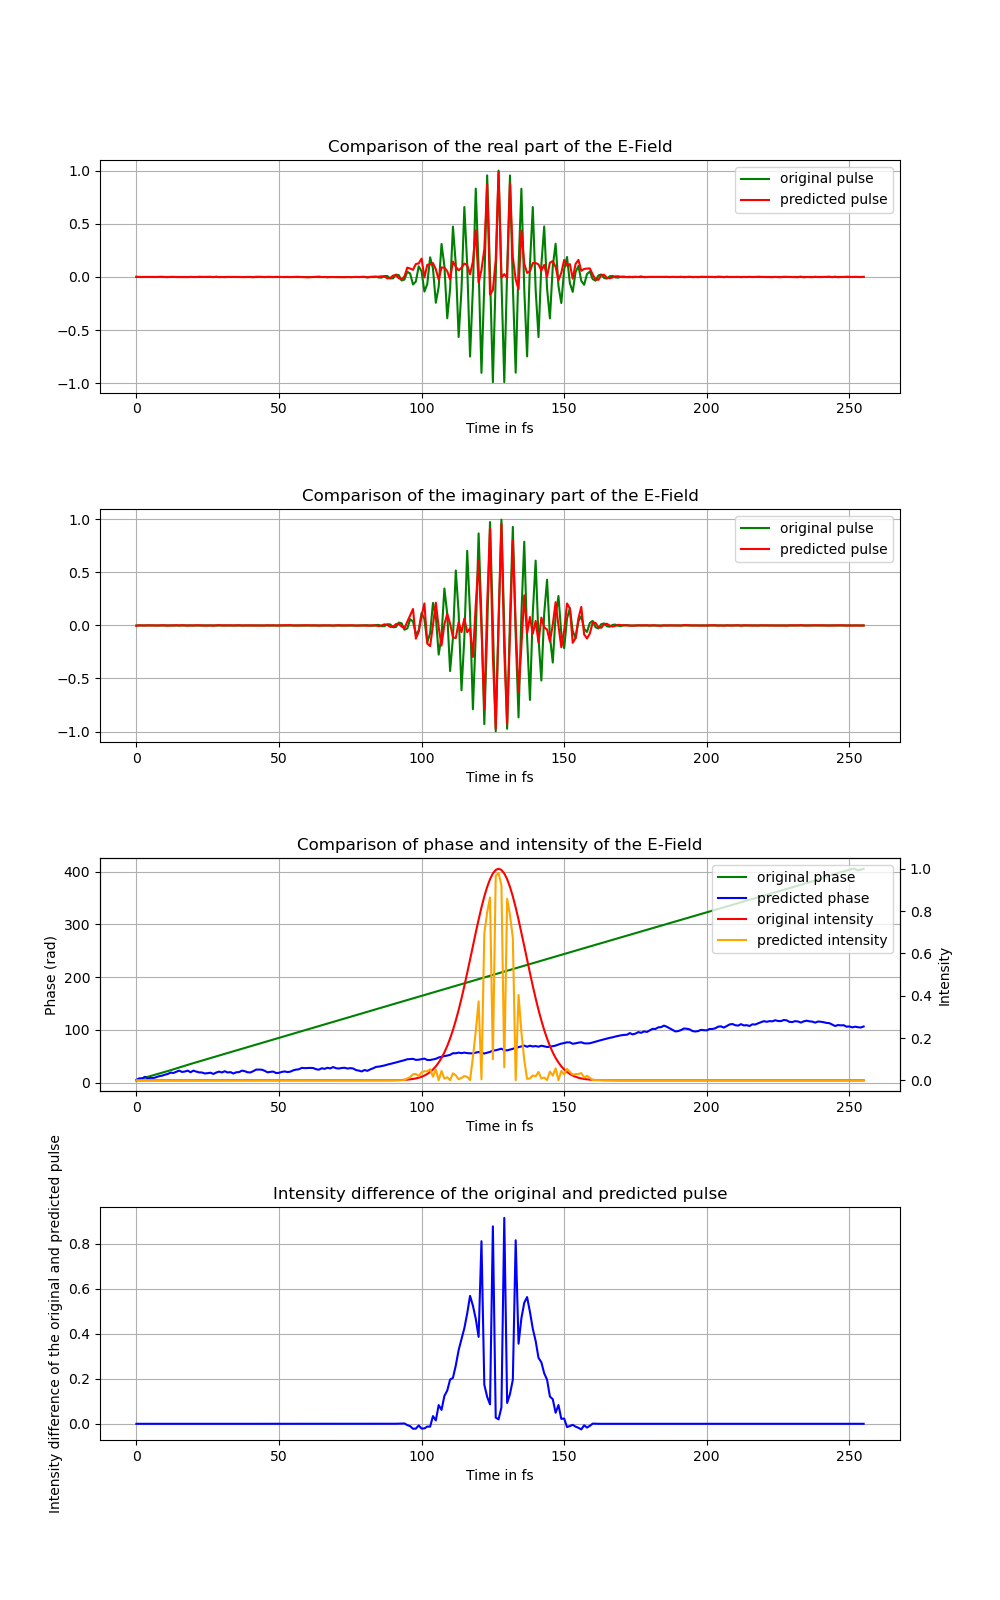 Comparison of the real part of the E-Field
1.0
0.5
0.0
−0.5
−1.0
original pulse
predicted pulse
0 50 100 150 200 250
Time in fs
Comparison of the imaginary part of the E-Field
1.0
0.5
0.0
−0.5
−1.0
original pulse
predicted pulse
0 50 100 150 200 250
Time in fs
Comparison of phase and intensity of the E-Field
Phase (rad)
400
300
200
100
0
original phase
predicted phase
original intensity
predicted intensity
1.0
0.8
0.6
0.4
0.2
0.0
Intensity
0 50 100 150 200 250
Time in fs
Intensity difference of the original and predicted pulse
Intensity difference of the original and predicted pulse
0.8
0.6
0.4
0.2
0.0
0 50 100 150 200 250
Time in fs